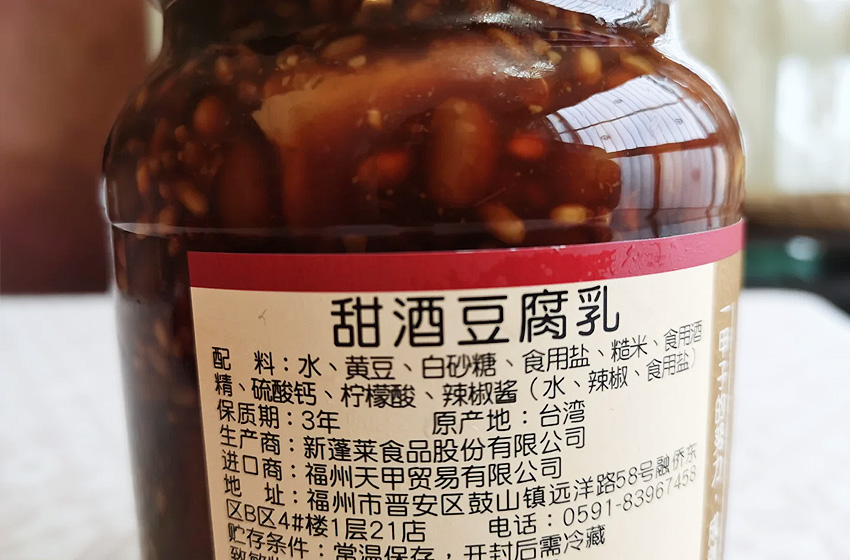 甜酒豆腐乳
配 料：水、黄豆、白砂糖、食用盐、糙米、食用酒
精、硫酸钙、柠檬酸、辣椒酱（水、辣椒、食用盐）
保质期：3年 原产地：台湾
生产商：新蓬莱食品股份有限公司
进口商：福州天甲贸易有限公司
地 址：福州市晋安区鼓山镇远洋路58号融侨东
区B区4#楼1层21店 电话：0591-83967458
贮存条件：常温保存，开封后需冷藏